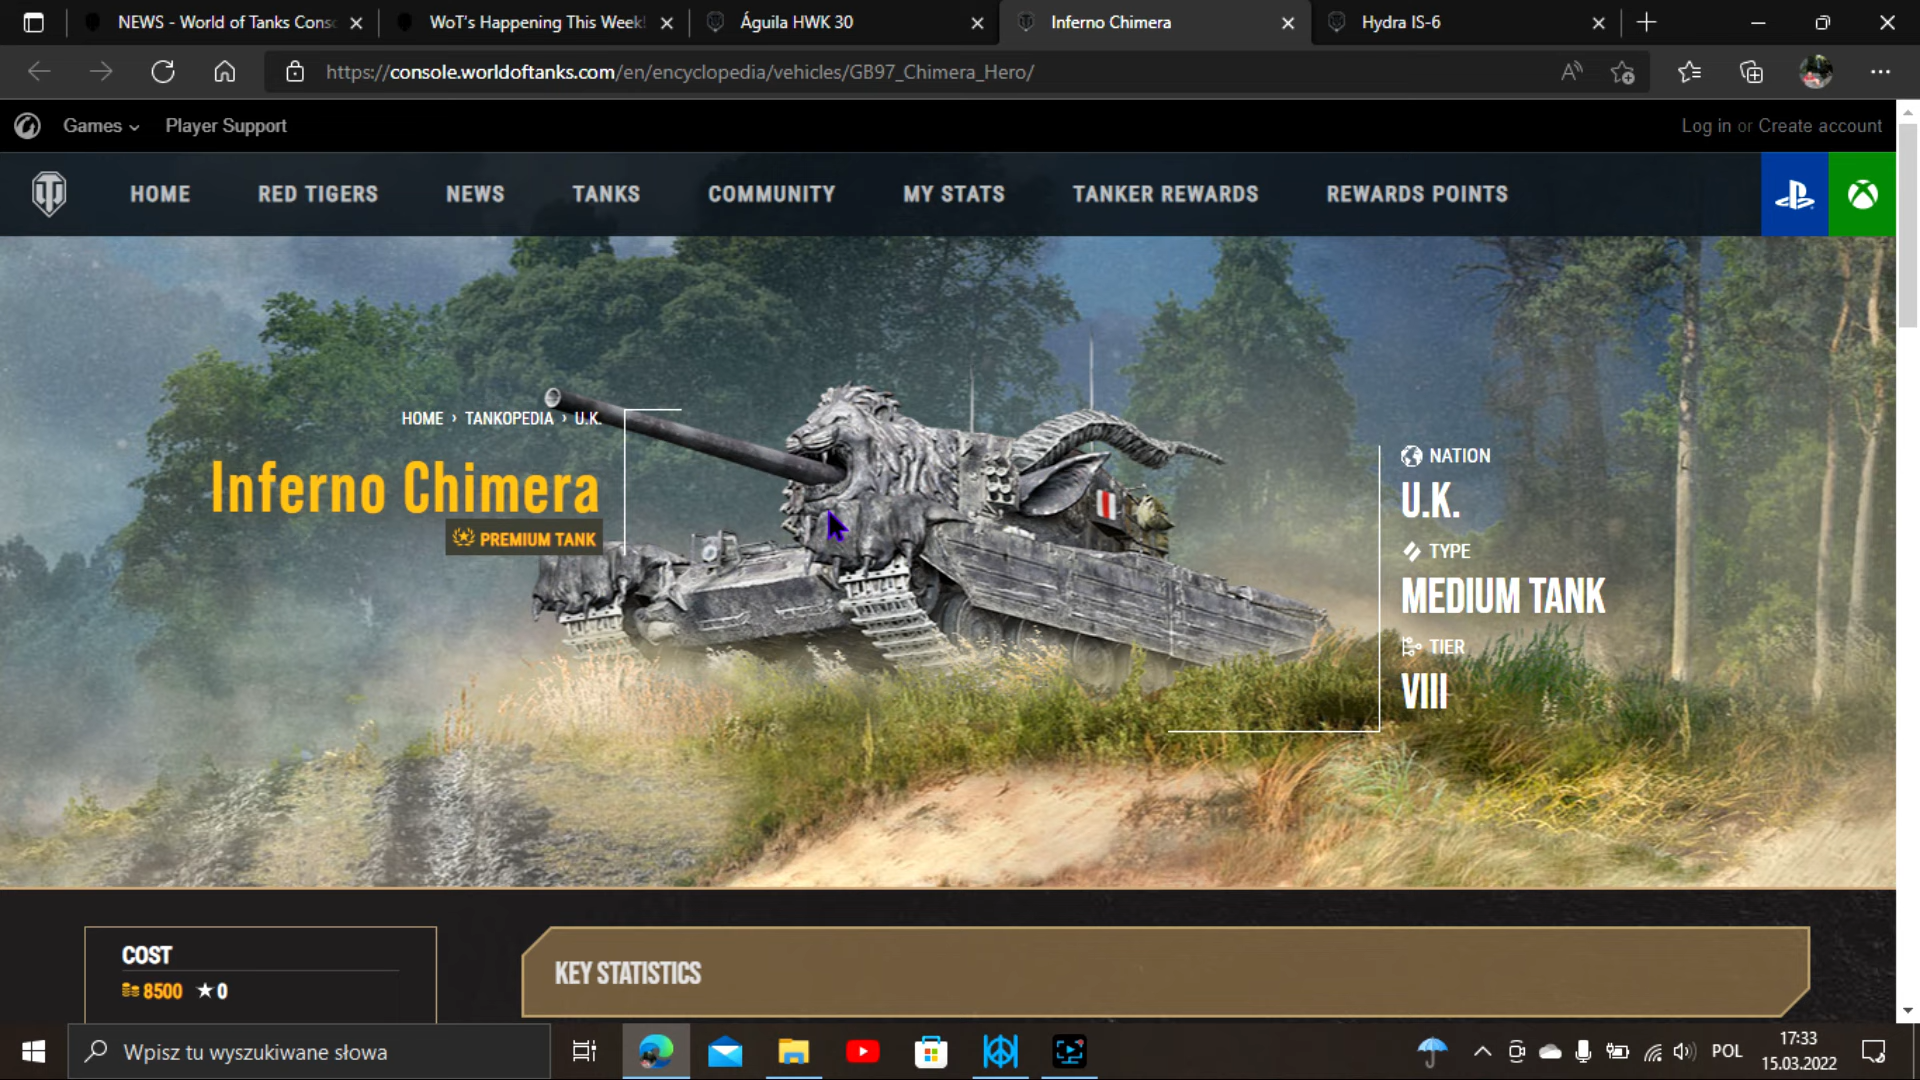 NEWS - World of Tanks Conso
WoT's Happening This Week!
Águila HWK 30
Inferno Chimera
Hydra IS-6
https://console.worldoftanks.com/en/encyclopedia/vehicles/GB97_Chimera_Hero/
Games
Player Support
Log in or Create account
HOME
RED TIGERS
NEWS
TANKS
COMMUNITY
MY STATS
TANKER REWARDS
REWARDS POINTS
HOME › TANKOPEDIA › U.K.
Inferno Chimera
PREMIUM TANK
NATION
U.K.
TYPE
MEDIUM TANK
TIER
VIII
COST
8500 ★ 0
KEY STATISTICS
Wpisz tu wyszukiwane słowa
POL
17:33
15.03.2022